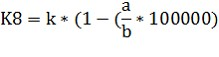 K8 = k * (1 − (a/b * 100000)